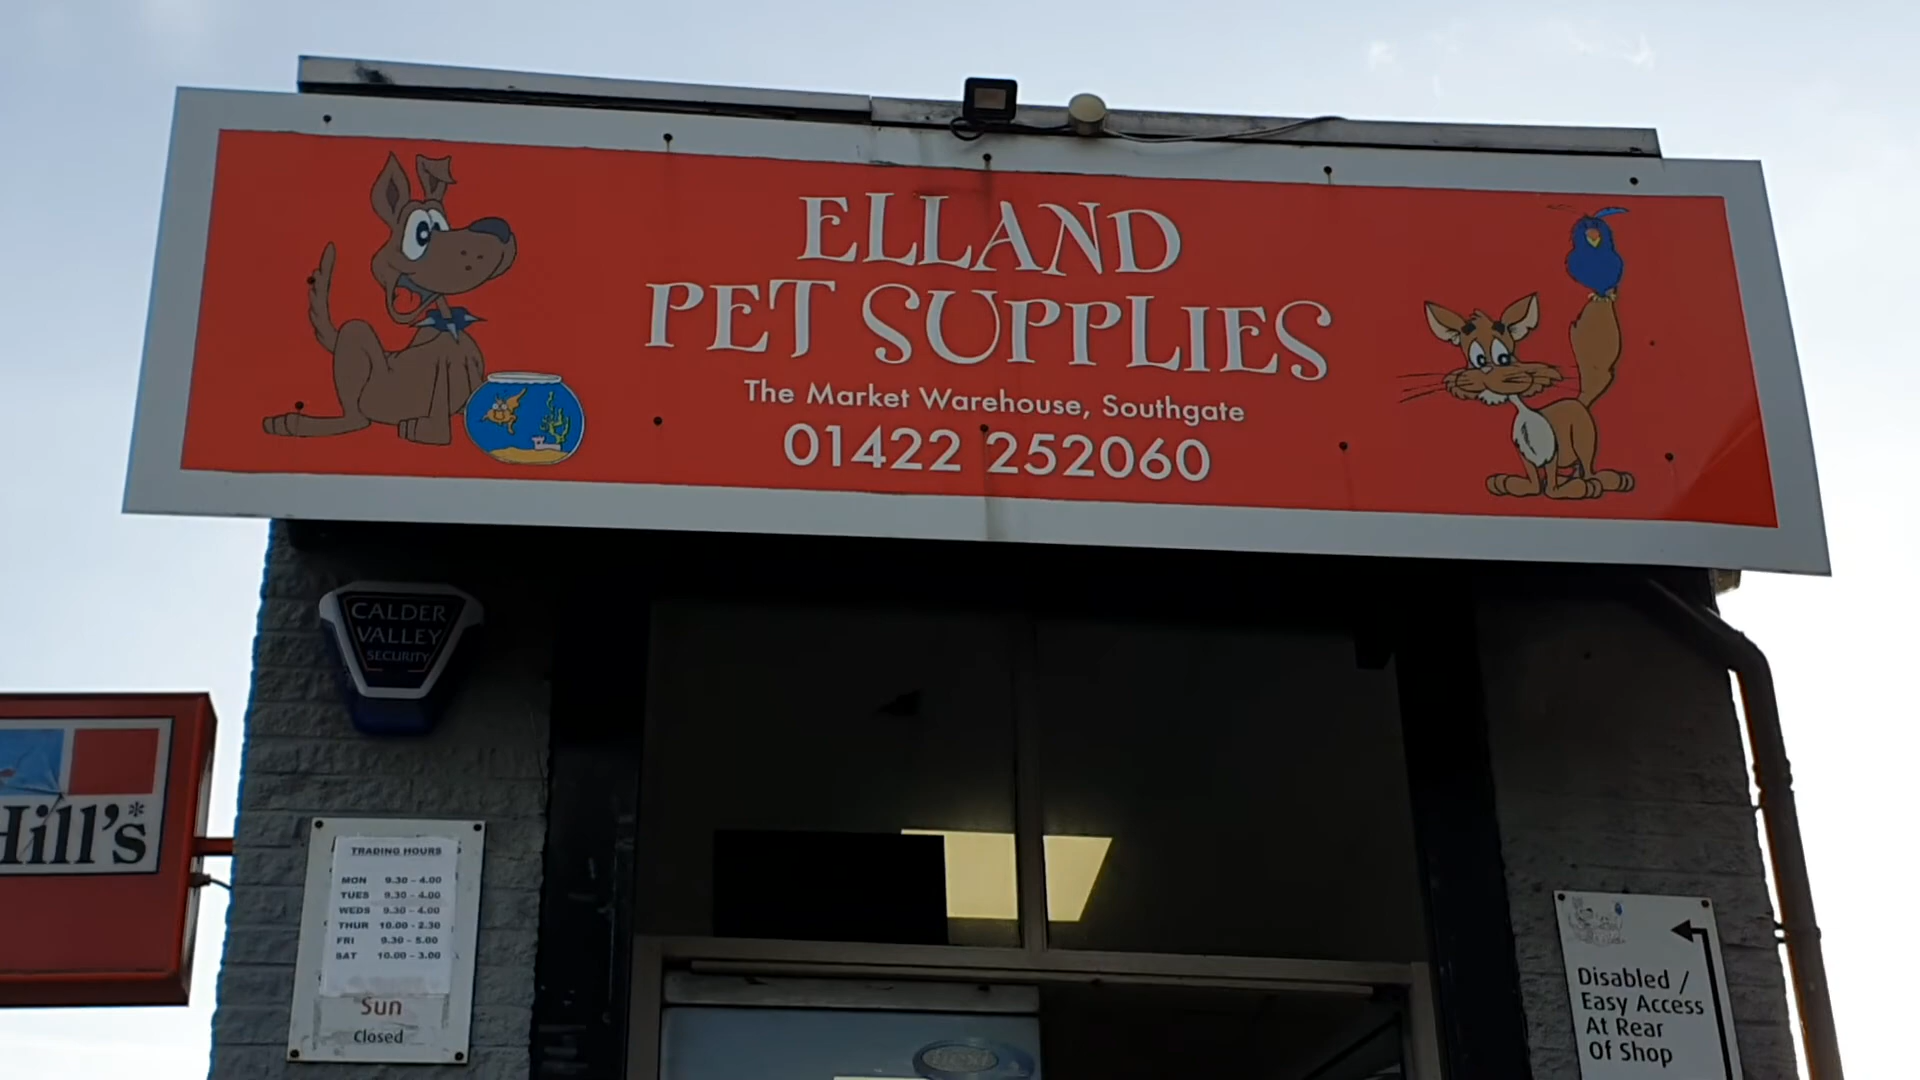 ELLAND
PET SUPPLIES
The Market Warehouse, Southgate
01422 252060
CALDER
VALLEY
SECURITY
Hill's*
TRADING HOURS
MON 9.30 - 4.00
TUES 9.30 - 4.00
WEDS 9.30 - 4.00
THUR 10.00 - 2.30
FRI 9.30 - 5.00
SAT 10.00 - 3.00
Sun
Closed
Disabled /
Easy Access
At Rear
Of Shop